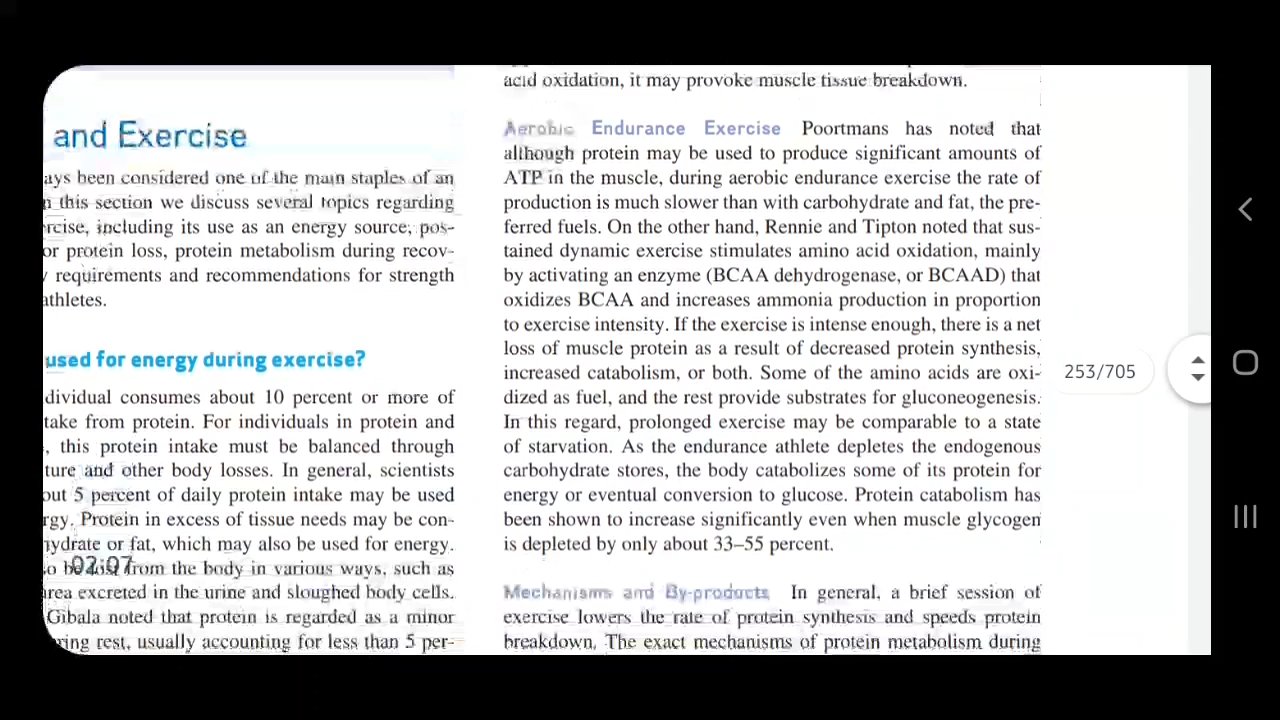 and Exercise
ays been considered one of the main staples of an
n this section we discuss several topics regarding
rcise, including its use as an energy source, pos-
or protein loss, protein metabolism during recov-
y requirements and recommendations for strength
athletes.
used for energy during exercise?
dividual consumes about 10 percent or more of
take from protein. For individuals in protein and
, this protein intake must be balanced through
ture and other body losses. In general, scientists
out 5 percent of daily protein intake may be used
rgy. Protein in excess of tissue needs may be con-
hydrate or fat, which may also be used for energy.
o be lost from the body in various ways, such as
rea excreted in the urine and sloughed body cells.
Gibala noted that protein is regarded as a minor
ring rest, usually accounting for less than 5 per-
02:07
acid oxidation, it may provoke muscle tissue breakdown.
Aerobic Endurance Exercise Poortmans has noted that
although protein may be used to produce significant amounts of
ATP in the muscle, during aerobic endurance exercise the rate of
production is much slower than with carbohydrate and fat, the pre-
ferred fuels. On the other hand, Rennie and Tipton noted that sus-
tained dynamic exercise stimulates amino acid oxidation, mainly
by activating an enzyme (BCAA dehydrogenase, or BCAAD) that
oxidizes BCAA and increases ammonia production in proportion
to exercise intensity. If the exercise is intense enough, there is a net
loss of muscle protein as a result of decreased protein synthesis,
increased catabolism, or both. Some of the amino acids are oxi-
dized as fuel, and the rest provide substrates for gluconeogenesis.
In this regard, prolonged exercise may be comparable to a state
of starvation. As the endurance athlete depletes the endogenous
carbohydrate stores, the body catabolizes some of its protein for
energy or eventual conversion to glucose. Protein catabolism has
been shown to increase significantly even when muscle glycogen
is depleted by only about 33–55 percent.
Mechanisms and By-products In general, a brief session of
exercise lowers the rate of protein synthesis and speeds protein
breakdown. The exact mechanisms of protein metabolism during
253/705